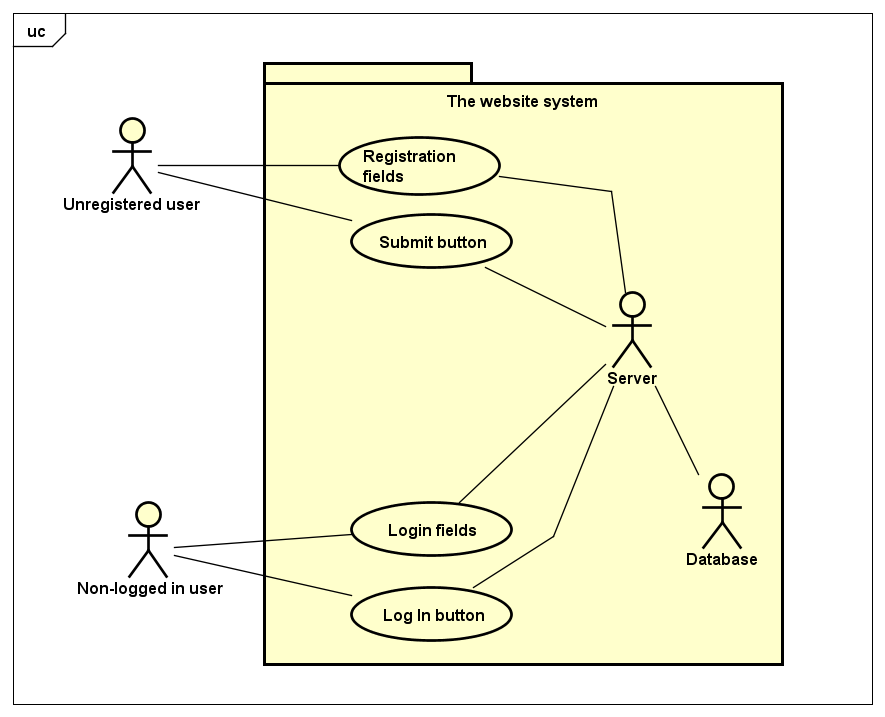 uc
The website system
Registration
fields
Unregistered user
Submit button
Server
Login fields
Database
Non-logged in user
Log In button